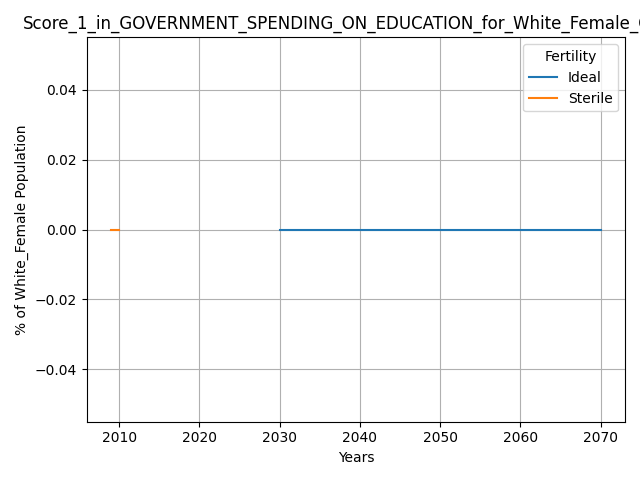 Score_1_in_GOVERNMENT_SPENDING_ON_EDUCATION_for_White_Female_
Fertility
Ideal
Sterile
0.04
0.02
0.00
−0.02
−0.04
% of White_Female Population
2010 2020 2030 2040 2050 2060 2070
Years